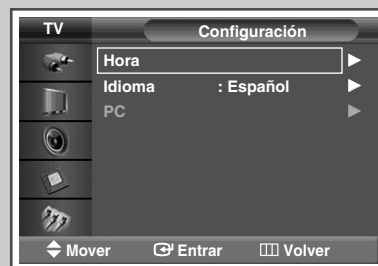 TV Configuración
Hora
Idioma : Español
PC
Mover Entrar Volver